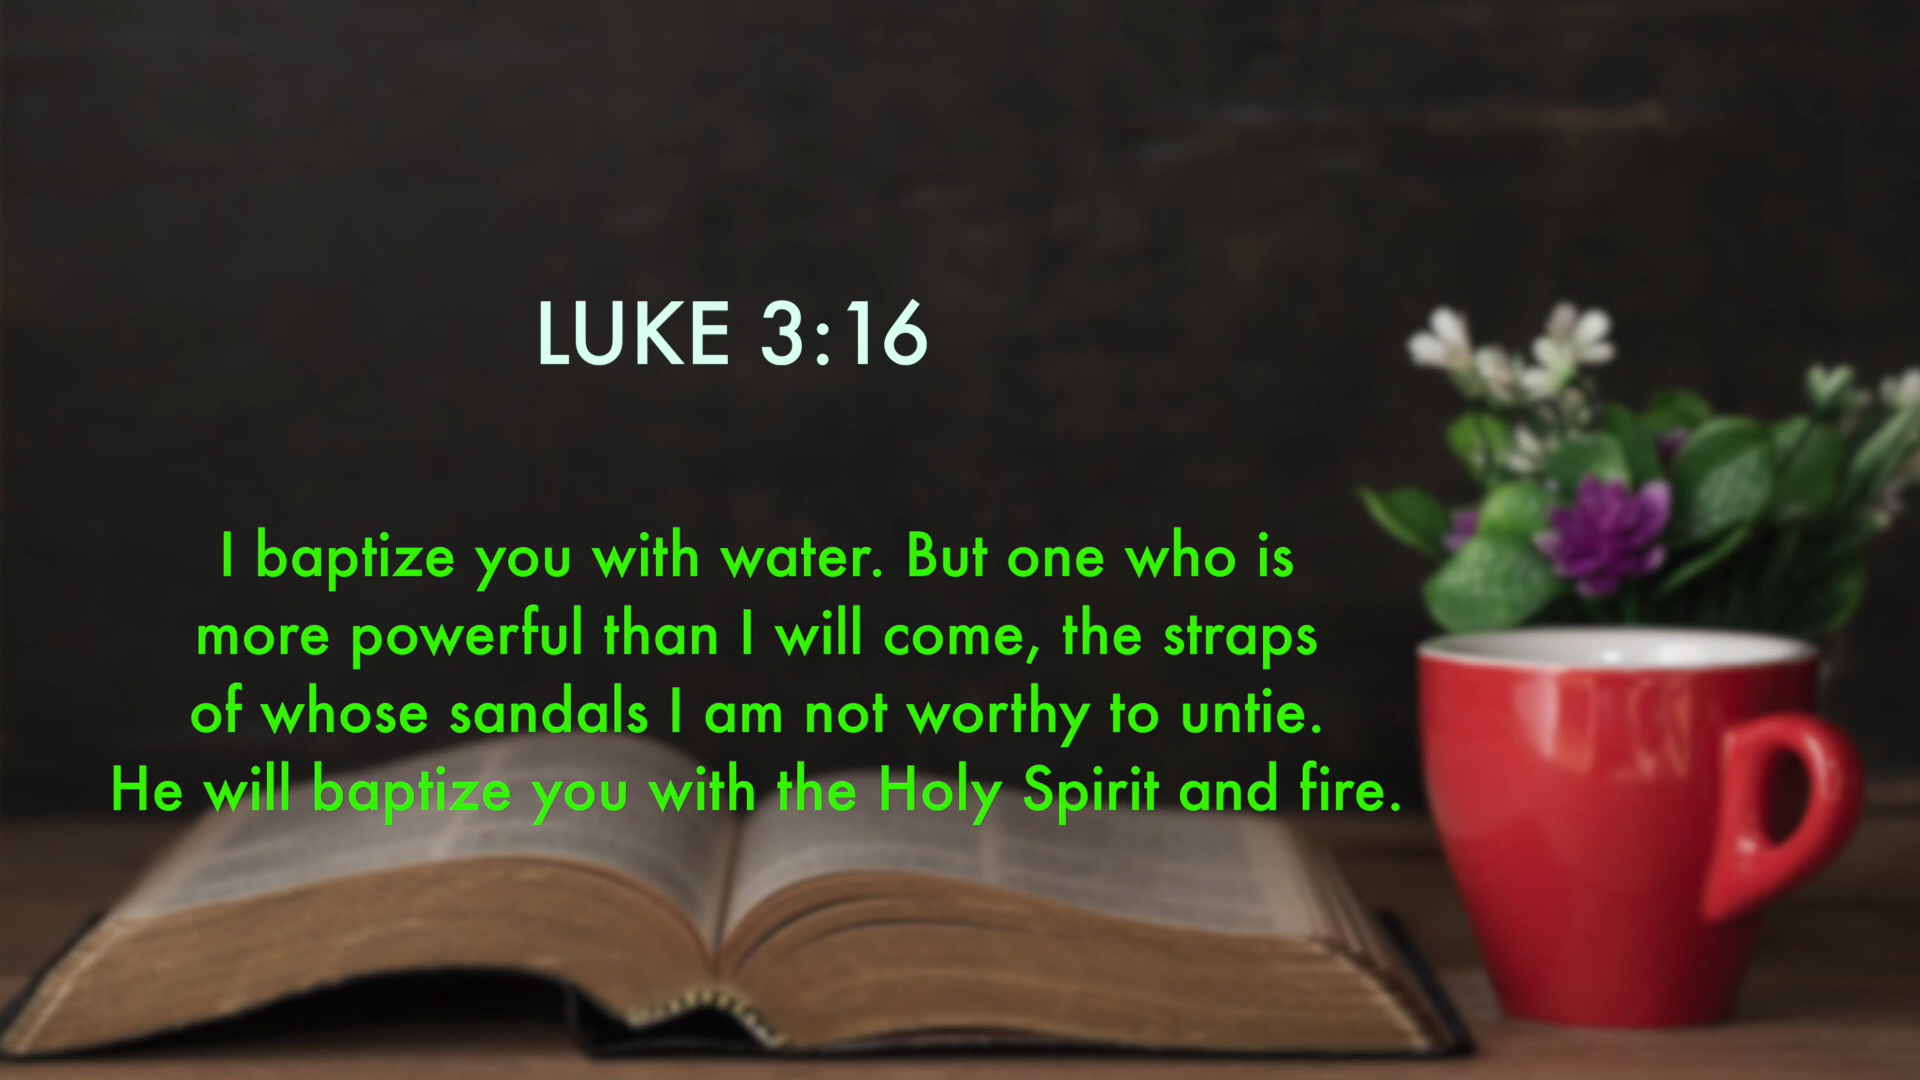 LUKE 3:16
I baptize you with water. But one who is
more powerful than I will come, the straps
of whose sandals I am not worthy to untie.
He will baptize you with the Holy Spirit and fire.